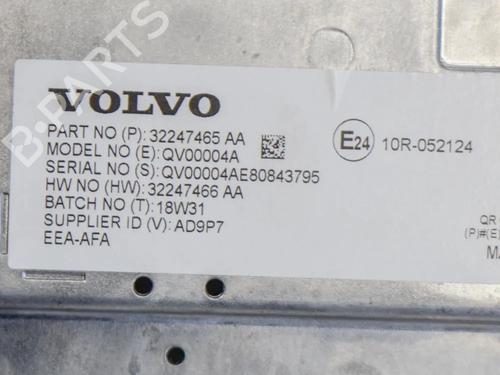 B-PARTS
VOLVO
PART NO (P): 32247465 AA
MODEL NO (E): QV00004A
SERIAL NO (S): QV00004AE80843795
HW NO (HW): 32247466 AA
BATCH NO (T): 18W31
SUPPLIER ID (V): AD9P7
EEA-AFA
E24 10R-052124
QR
(P)#(E)
MA